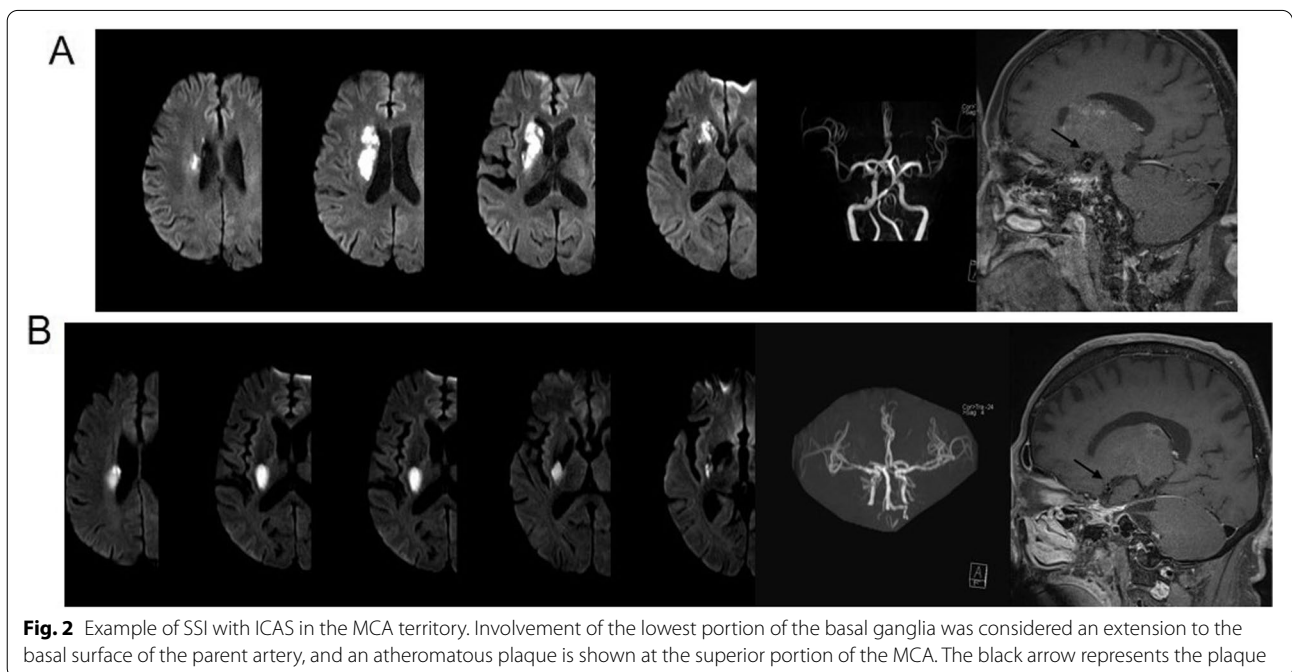 A
B
Fig. 2 Example of SSI with ICAS in the MCA territory. Involvement of the lowest portion of the basal ganglia was considered an extension to the
basal surface of the parent artery, and an atheromatous plaque is shown at the superior portion of the MCA. The black arrow represents the plaque